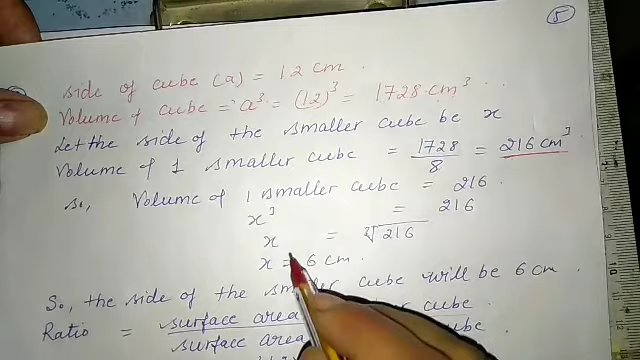 5
side of cube (a) = 12 cm.
Volume of cube = a³ = (12)³ = 1728 cm³.
Let the side of the smaller cube be x
Volume of 1 smaller cube = 1728/8 = 216 cm³
So, Volume of 1 smaller cube = 216.
x³ = 216
x = ∛216
x = 6 cm.
So, the side of the smaller cube will be 6 cm.
Ratio = surface area cube
surface area